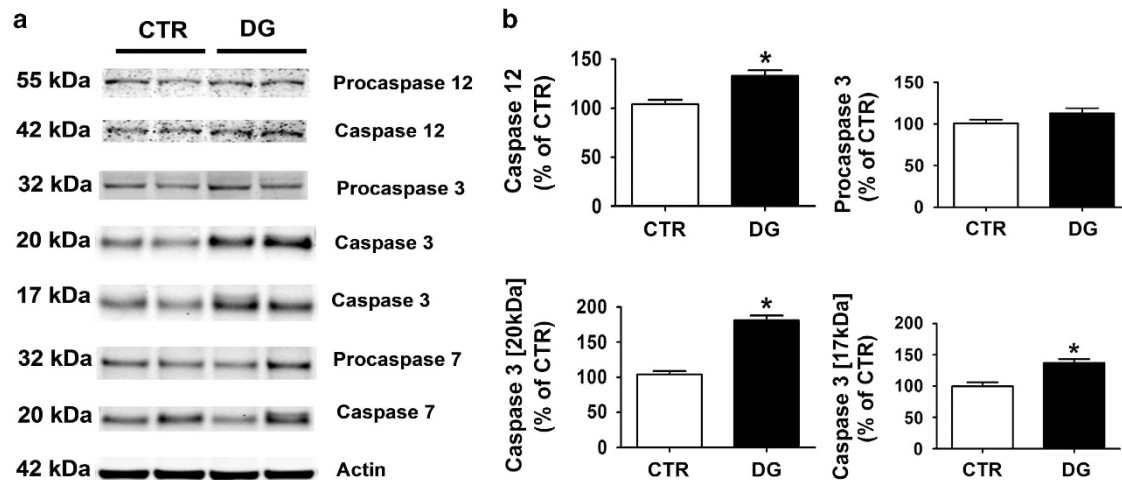 a
CTR DG
55 kDa Procaspase 12
42 kDa Caspase 12
32 kDa Procaspase 3
20 kDa Caspase 3
17 kDa Caspase 3
32 kDa Procaspase 7
20 kDa Caspase 7
42 kDa Actin
b
Caspase 12
(% of CTR)
150
100
50
0
*
CTR DG
Procaspase 3
(% of CTR)
150
100
50
0
CTR DG
Caspase 3 [20kDa]
(% of CTR)
200
150
100
50
0
*
CTR DG
Caspase 3 [17kDa]
(% of CTR)
200
150
100
50
0
*
CTR DG